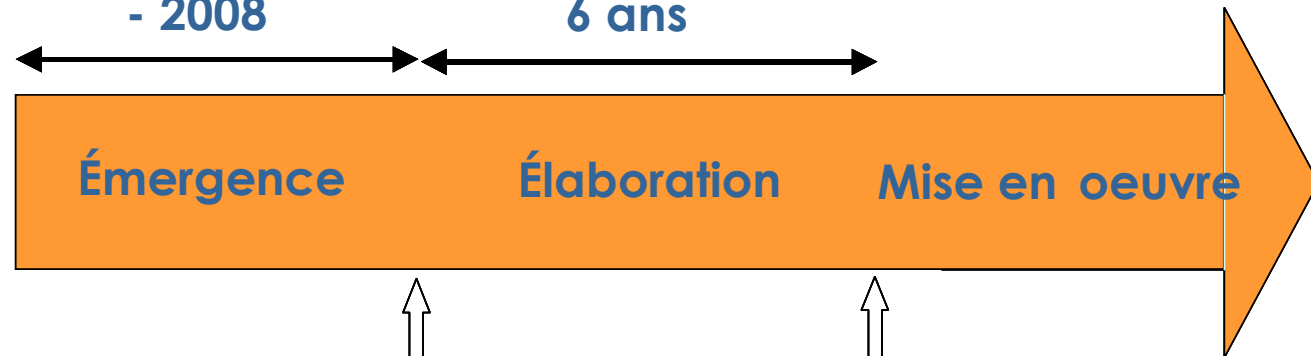 - 2008
6 ans
Émergence
Élaboration
Mise en oeuvre